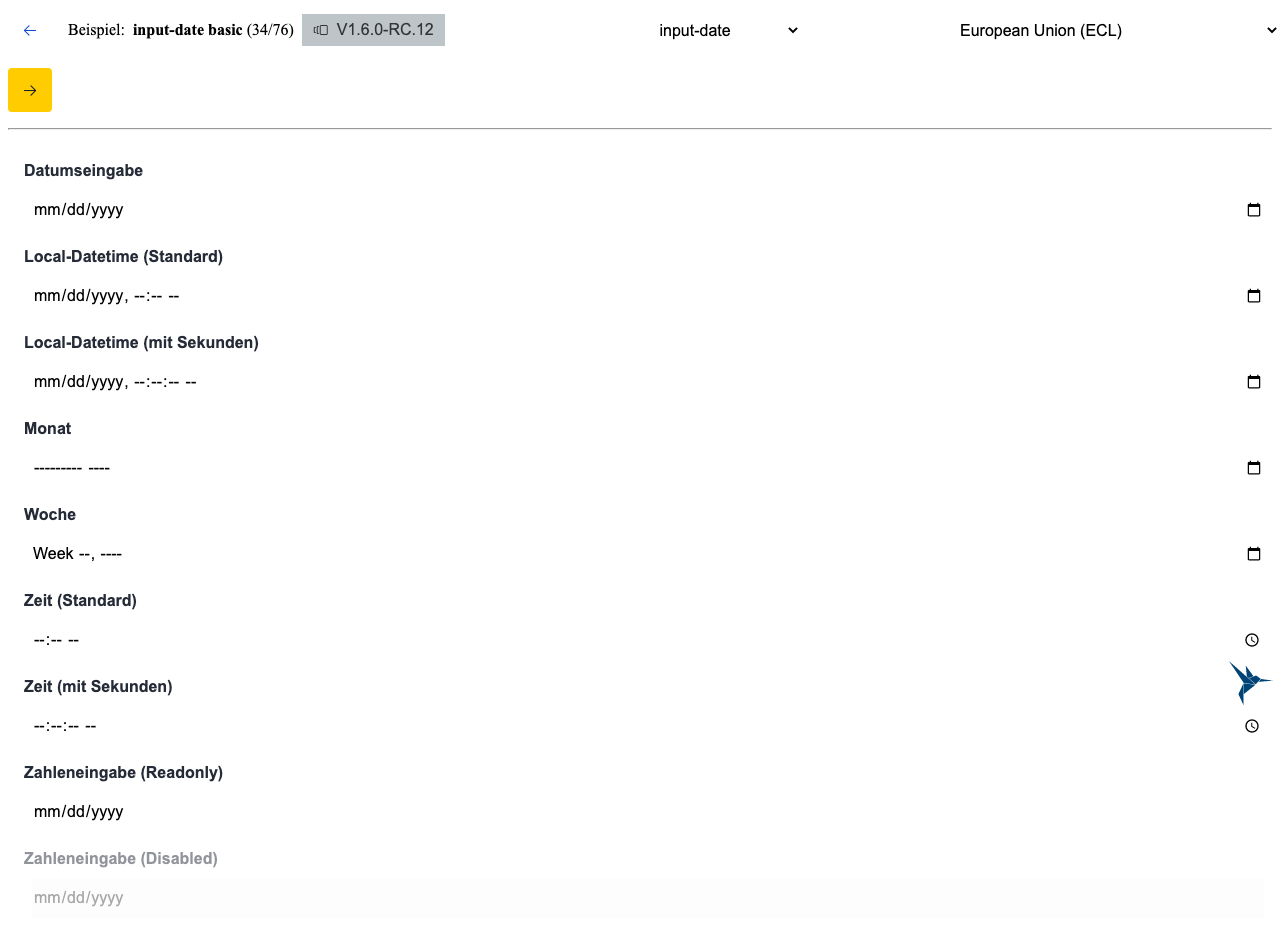 Beispiel: input-date basic (34/76) V1.6.0-RC.12 input-date European Union (ECL)
Datumseingabe
mm/dd/yyyy
Local-Datetime (Standard)
mm/dd/yyyy, --:-- --
Local-Datetime (mit Sekunden)
mm/dd/yyyy, --:--:-- --
Monat
--------- ----
Woche
Week --, ----
Zeit (Standard)
--:-- --
Zeit (mit Sekunden)
--:--:-- --
Zahleneingabe (Readonly)
mm/dd/yyyy
Zahleneingabe (Disabled)
mm/dd/yyyy